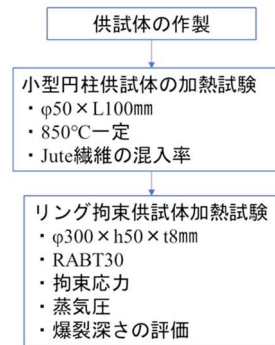 供試体の作製
小型円柱供試体の加熱試験
・φ50×L100㎜
・850℃一定
・Jute繊維の混入率
リング拘束供試体加熱試験
・φ300×h50×t8㎜
・RABT30
・拘束応力
・蒸気圧
・爆裂深さの評価